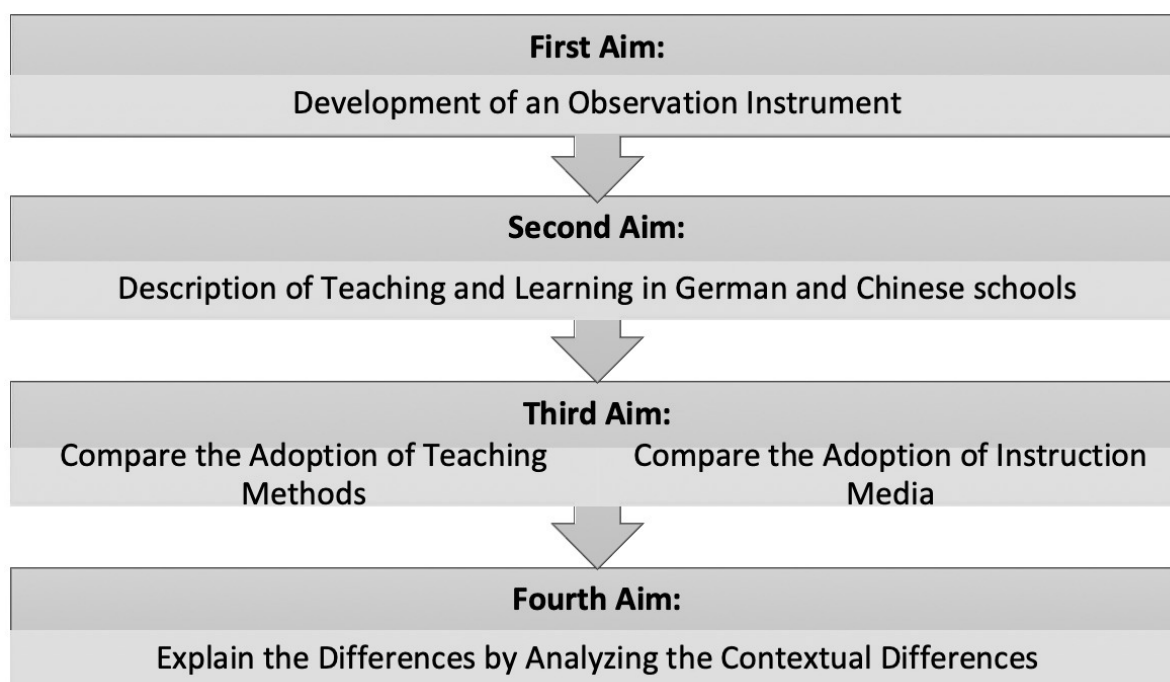 First Aim:
Development of an Observation Instrument
Second Aim:
Description of Teaching and Learning in German and Chinese schools
Third Aim:
Compare the Adoption of Teaching
Methods
Compare the Adoption of Instruction
Media
Fourth Aim:
Explain the Differences by Analyzing the Contextual Differences